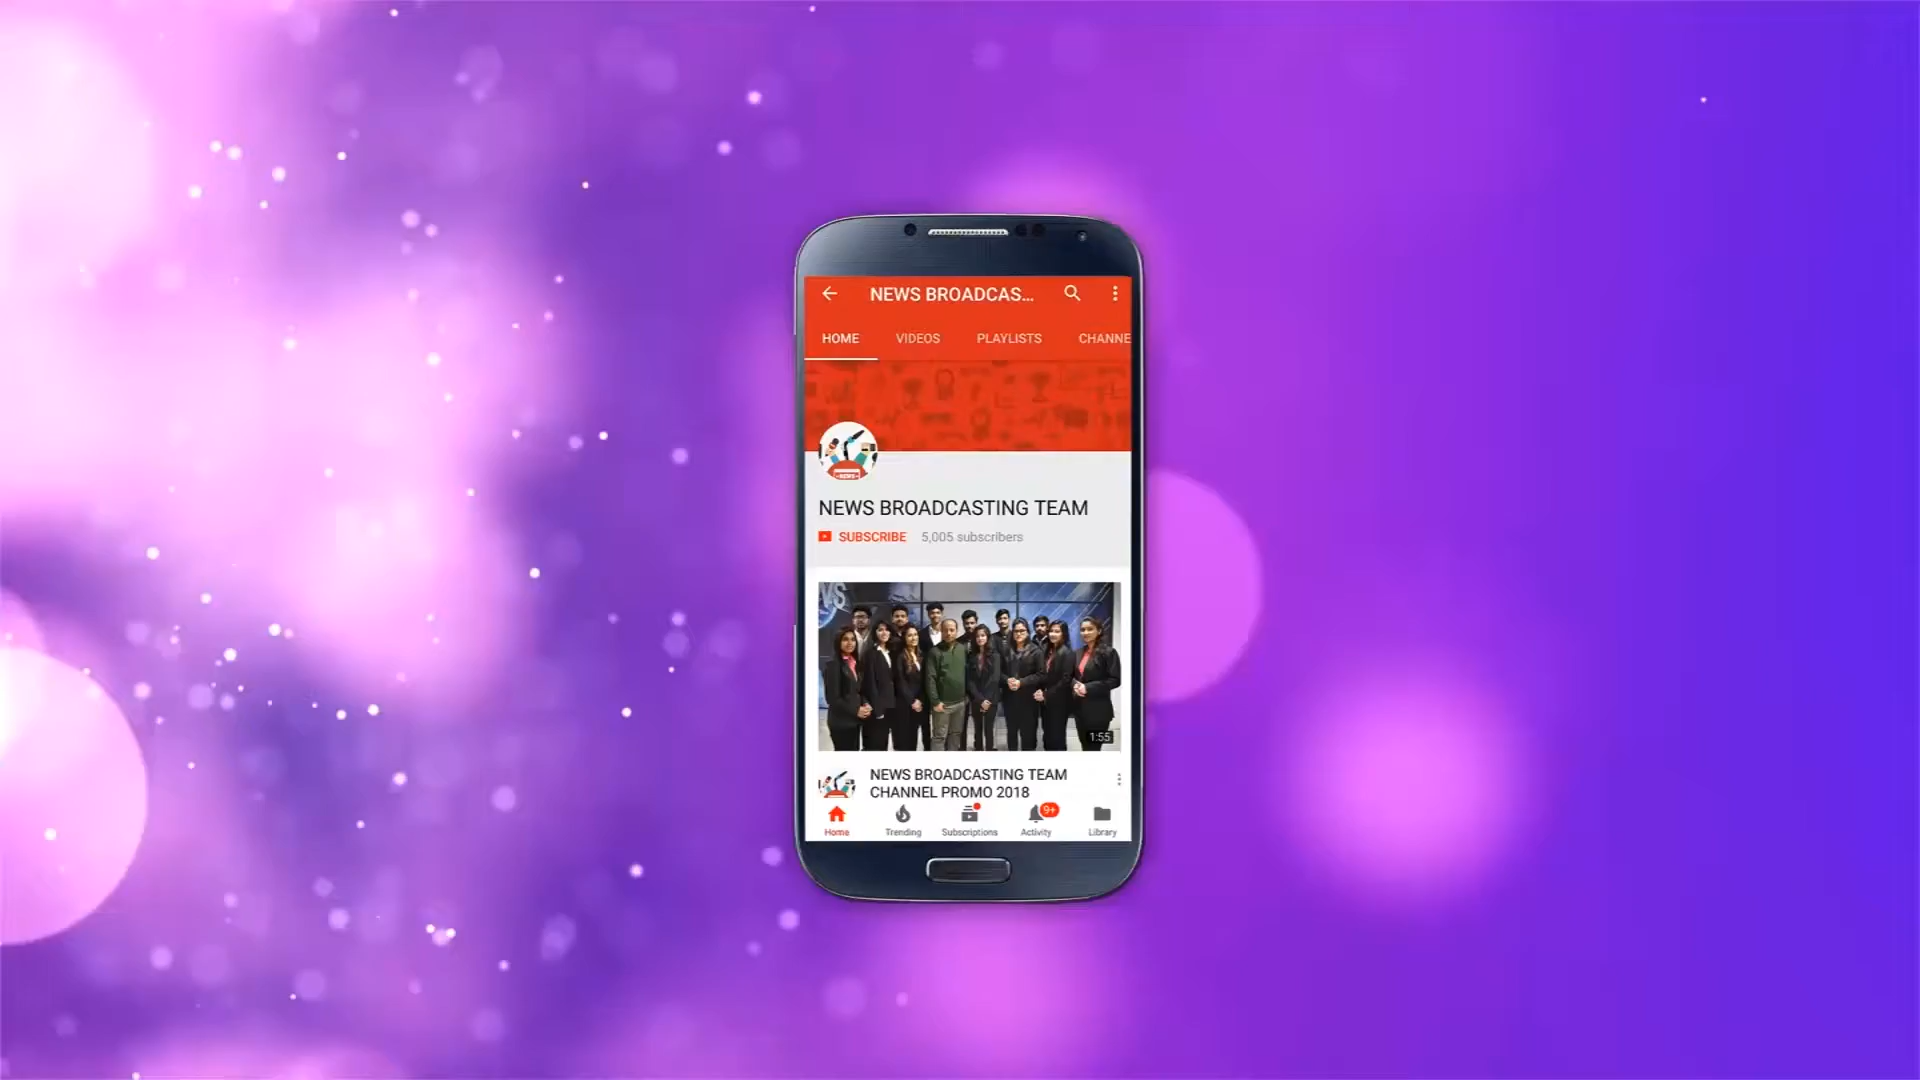 NEWS BROADCAS...
HOME VIDEOS PLAYLISTS CHANNE
NEWS BROADCASTING TEAM
SUBSCRIBE 5,005 subscribers
1:55
NEWS BROADCASTING TEAM
CHANNEL PROMO 2018
9+
Home Trending Subscriptions Activity Library